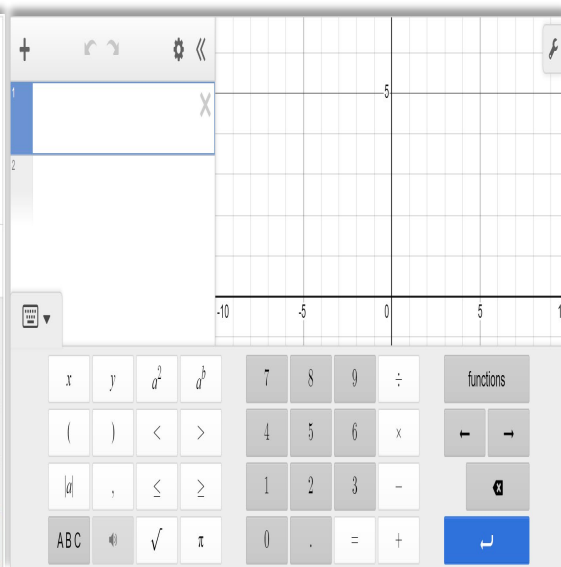 1
2
5
-10 -5 0 5
x y a² aᵇ 7 8 9 ÷ functions
( ) < > 4 5 6 × ← →
|a| , ≤ ≥ 1 2 3 −
ABC √ π 0 . = +